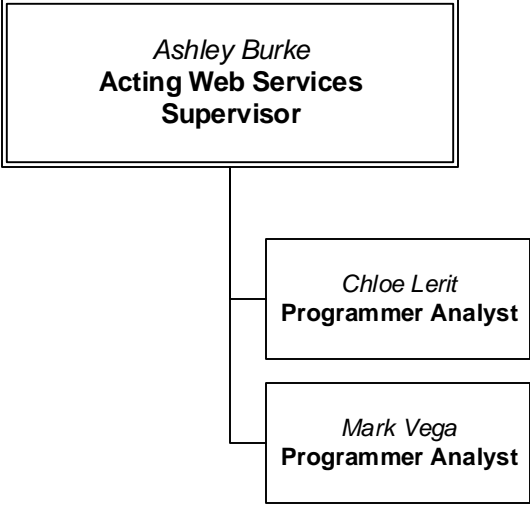 Ashley Burke
Acting Web Services
Supervisor
Chloe Lerit
Programmer Analyst
Mark Vega
Programmer Analyst